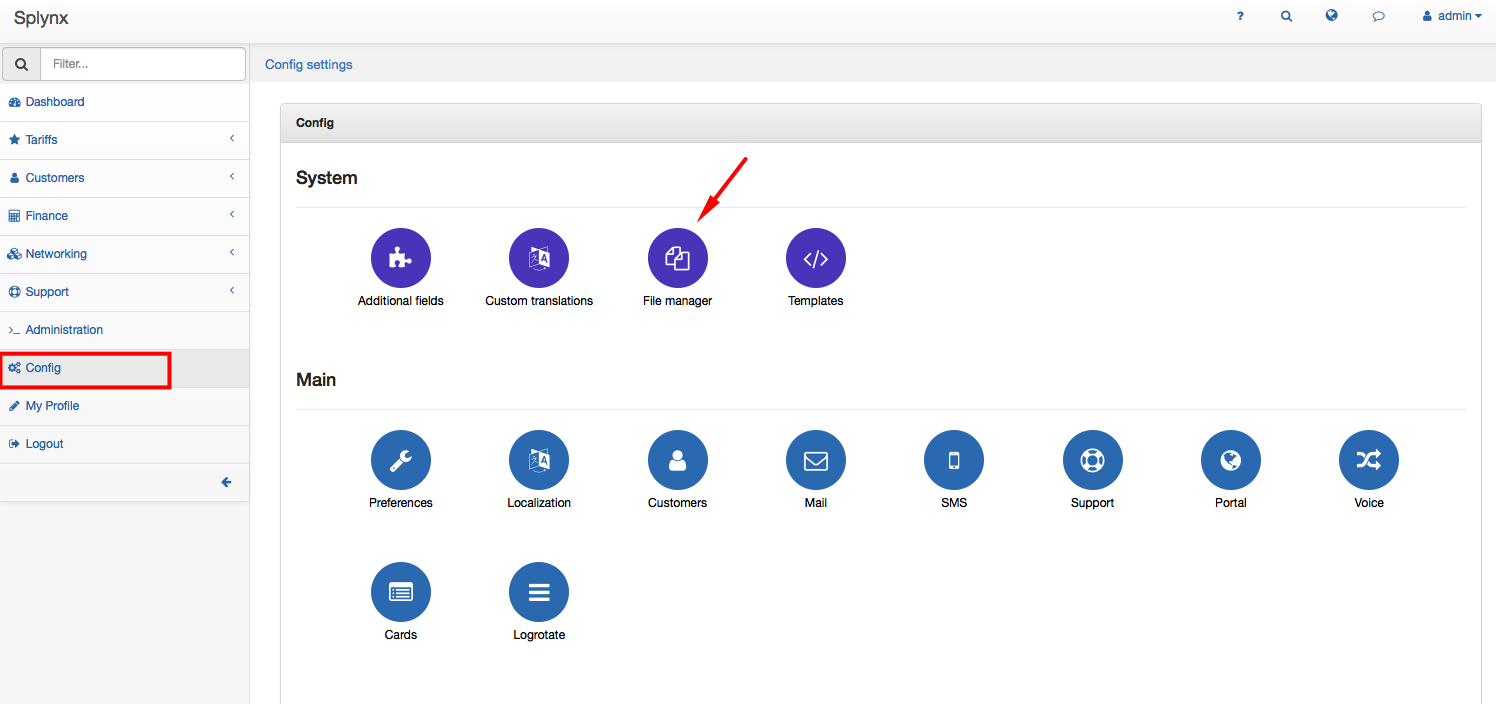 Splynx
? admin
Filter...
Config settings
Dashboard
Tariffs
Customers
Finance
Networking
Support
>_ Administration
Config
My Profile
Logout
Config
System
Additional fields
Custom translations
File manager
</> Templates
Main
Preferences
Localization
Customers
Mail
SMS
Support
Portal
Voice
Cards
Logrotate